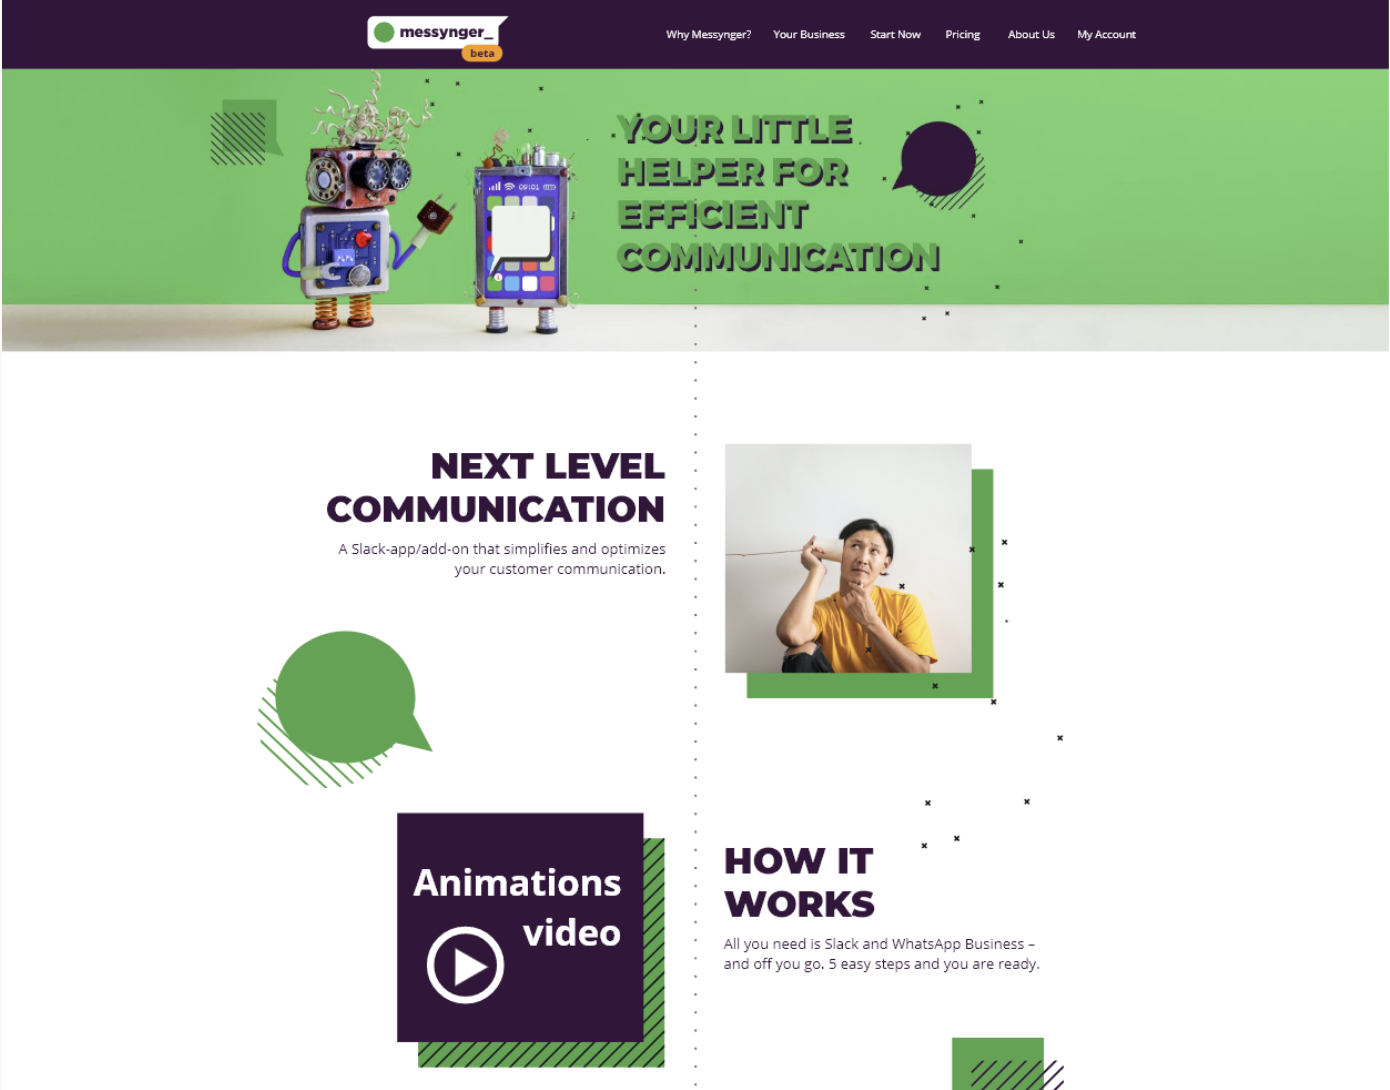 messynger_
beta
Why Messynger?
Your Business
Start Now
Pricing
About Us
My Account
09:01
YOUR LITTLE
HELPER FOR
EFFICIENT
COMMUNICATION
NEXT LEVEL
COMMUNICATION
A Slack-app/add-on that simplifies and optimizes
your customer communication.
Animations
video
HOW IT
WORKS
All you need is Slack and WhatsApp Business –
and off you go. 5 easy steps and you are ready.